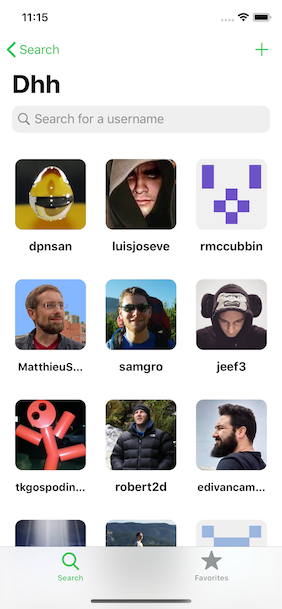 11:15
Search
Dhh
Search for a username
dpnsan luisjoseve rmccubbin
MatthieuS... samgro jeef3
tkgospodin... robert2d edivancam...
Search Favorites